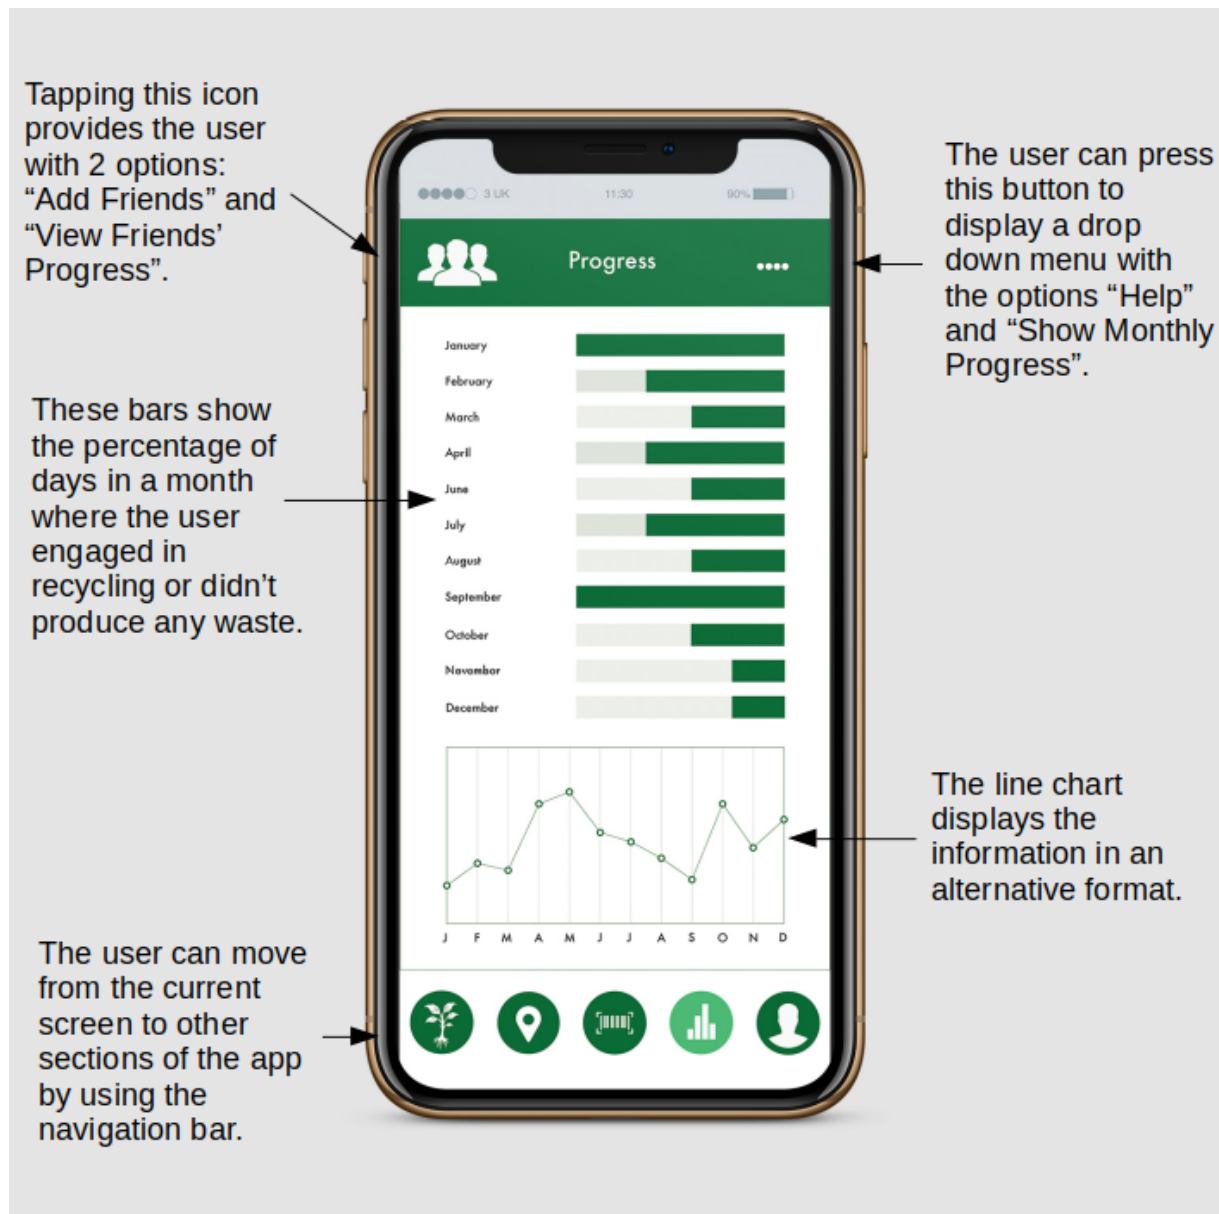 Tapping this icon
provides the user
with 2 options:
“Add Friends” and
“View Friends’
Progress”.
These bars show
the percentage of
days in a month
where the user
engaged in
recycling or didn’t
produce any waste.
The user can move
from the current
screen to other
sections of the app
by using the
navigation bar.
3 UK 11:30 90%
Progress
January
February
March
April
June
July
August
September
October
November
December
J F M A M J J A S O N D
The user can press
this button to
display a drop
down menu with
the options “Help”
and “Show Monthly
Progress”.
The line chart
displays the
information in an
alternative format.